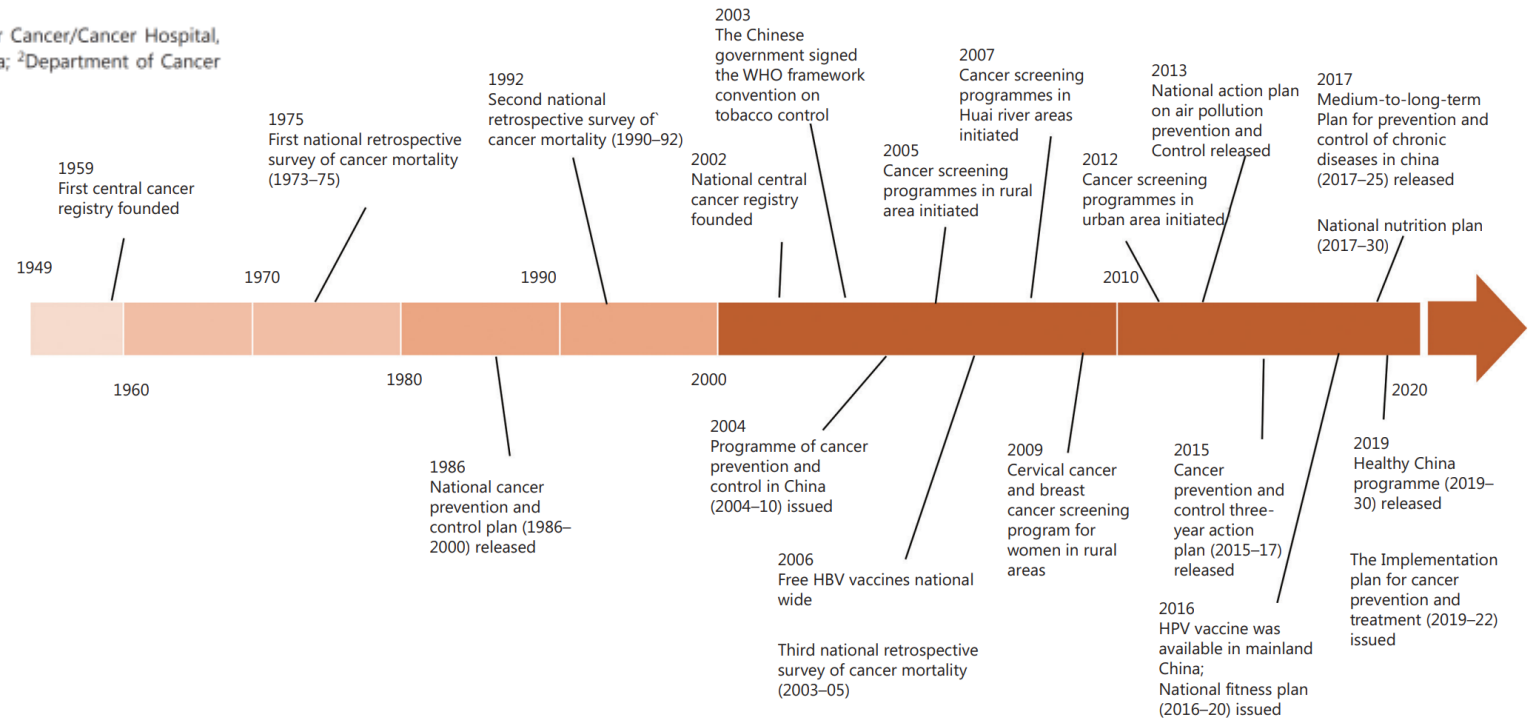 r Cancer/Cancer Hospital,
a; ²Department of Cancer
1949
1959
First central cancer
registry founded
1960
1970
1975
First national retrospective
survey of cancer mortality
(1973–75)
1980
1986
National cancer
prevention and
control plan (1986–
2000) released
1990
1992
Second national
retrospective survey of`
cancer mortality (1990–92)
2000
2002
National central
cancer registry
founded
2003
The Chinese
government signed
the WHO framework
convention on
tobacco control
2004
Programme of cancer
prevention and
control in China
(2004–10) issued
2005
Cancer screening
programmes in rural
area initiated
2006
Free HBV vaccines national
wide
Third national retrospective
survey of cancer mortality
(2003–05)
2007
Cancer screening
programmes in
Huai river areas
initiated
2009
Cervical cancer
and breast
cancer screening
program for
women in rural
areas
2010
2012
Cancer screening
programmes in
urban area initiated
2013
National action plan
on air pollution
prevention and
Control released
2015
Cancer
prevention and
control three-
year action
plan (2015–17)
released
2016
HPV vaccine was
available in mainland
China;
National fitness plan
(2016–20) issued
2017
Medium-to-long-term
Plan for prevention and
control of chronic
diseases in china
(2017–25) released
National nutrition plan
(2017–30)
2019
Healthy China
programme (2019–
30) released
The Implementation
plan for cancer
prevention and
treatment (2019–22)
issued
2020